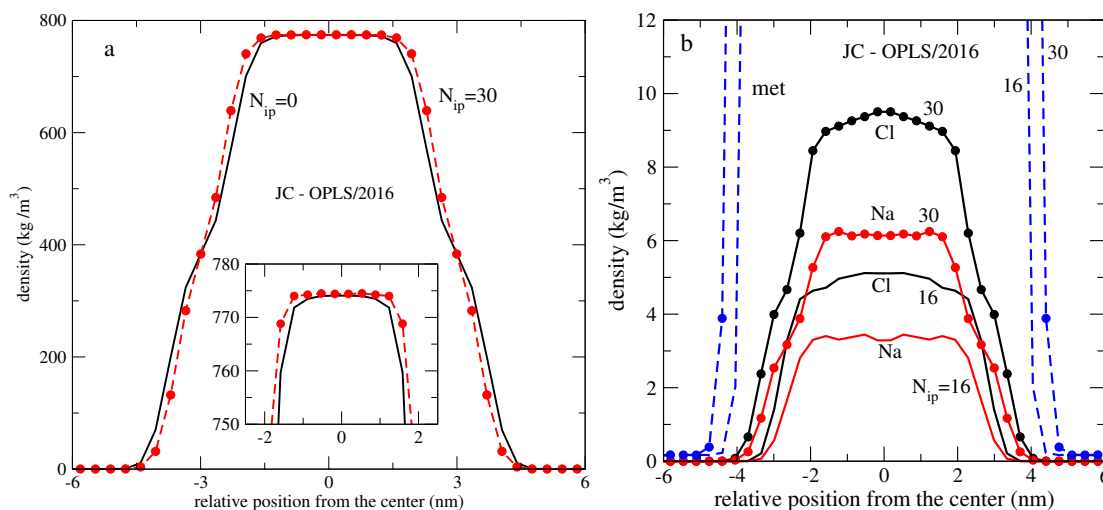 a
800
600
400
200
0
density (kg /m³)
N_ip=0
N_ip=30
JC - OPLS/2016
780
770
760
750
-2
0
2
-6
-3
0
3
6
relative position from the center (nm)
b
12
10
8
6
4
2
0
density (kg/m³)
JC - OPLS/2016
met
16
30
30
Cl
Na
30
Cl
16
Na
N_ip=16
-6
-4
-2
0
2
4
6
relative position from the center (nm)